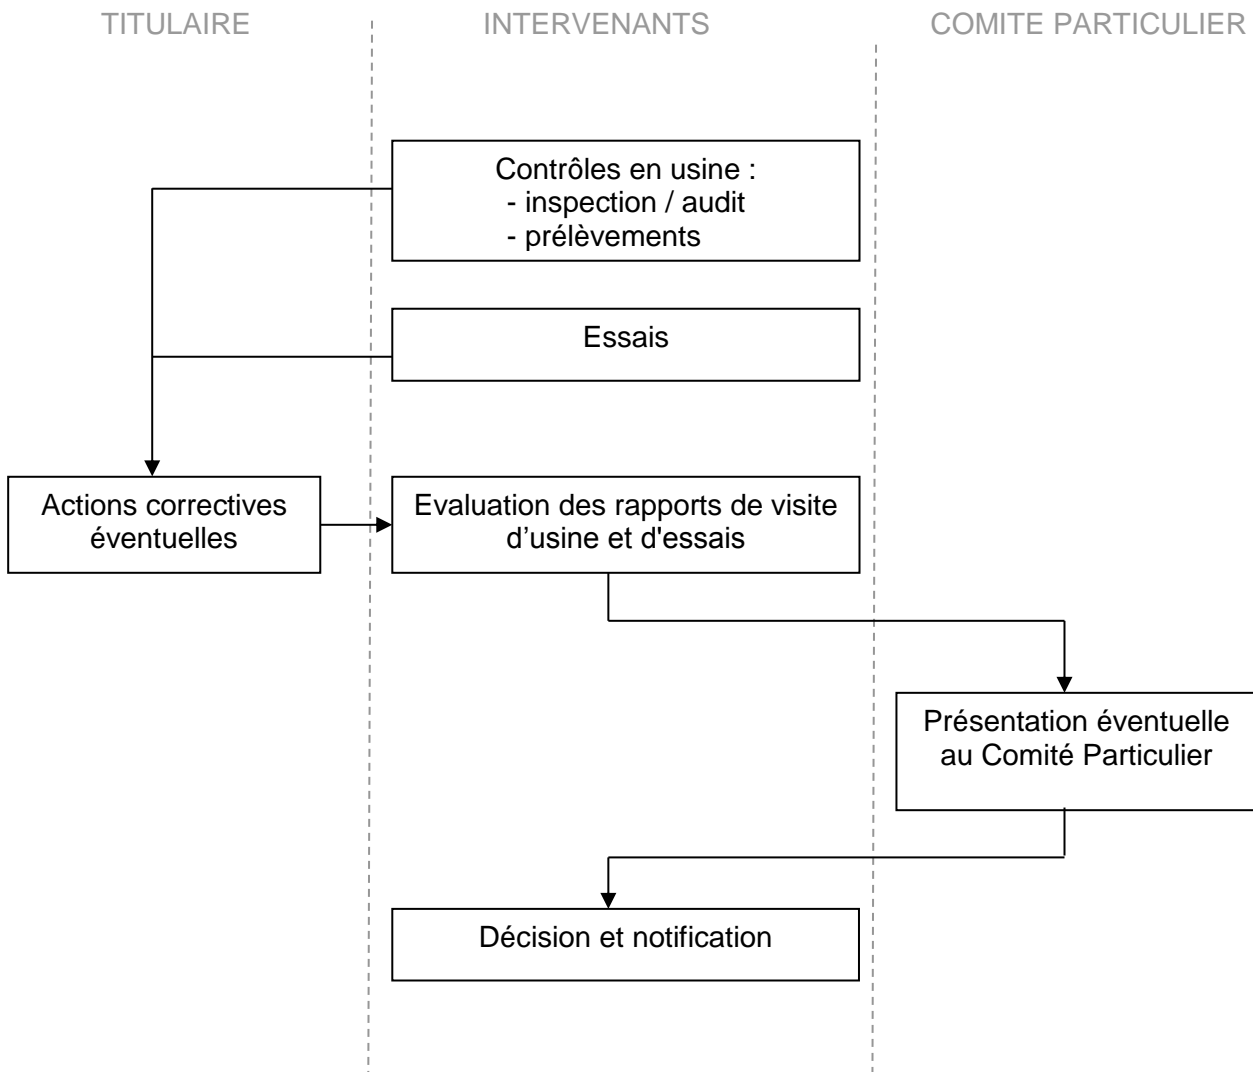 TITULAIRE
INTERVENANTS
COMITE PARTICULIER
Contrôles en usine :
- inspection / audit
- prélèvements
Essais
Actions correctives
éventuelles
Evaluation des rapports de visite
d’usine et d'essais
Présentation éventuelle
au Comité Particulier
Décision et notification